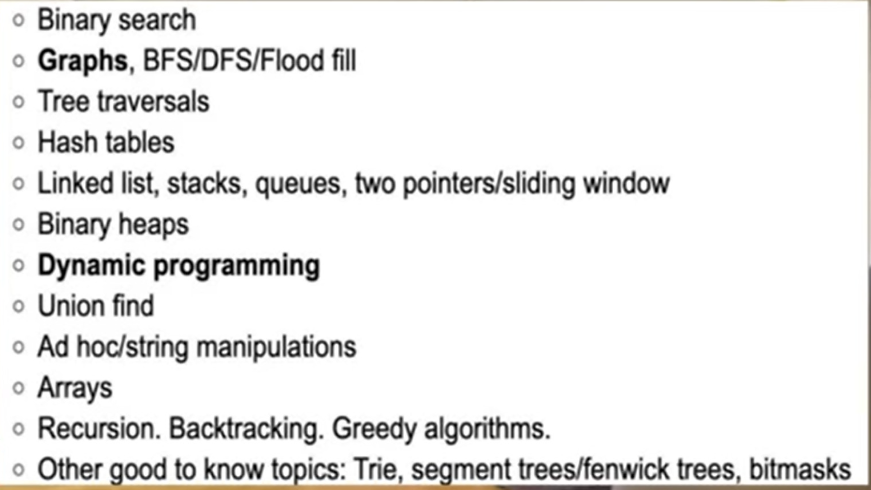 Binary search
Graphs, BFS/DFS/Flood fill
Tree traversals
Hash tables
Linked list, stacks, queues, two pointers/sliding window
Binary heaps
Dynamic programming
Union find
Ad hoc/string manipulations
Arrays
Recursion. Backtracking. Greedy algorithms.
Other good to know topics: Trie, segment trees/fenwick trees, bitmasks